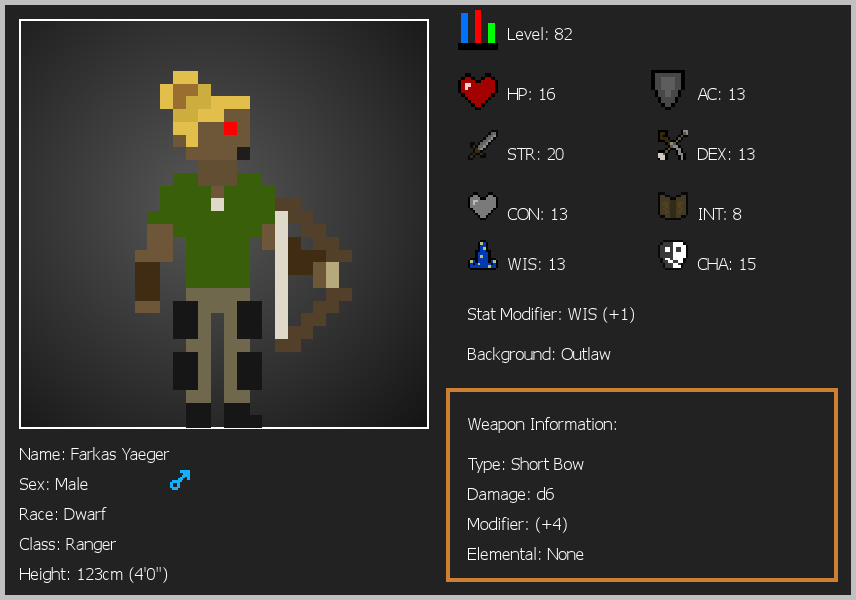 Level: 82
HP: 16
AC: 13
STR: 20
DEX: 13
CON: 13
INT: 8
WIS: 13
CHA: 15
Stat Modifier: WIS (+1)
Background: Outlaw
Weapon Information:
Type: Short Bow
Damage: d6
Modifier: (+4)
Elemental: None
Name: Farkas Yaeger
Sex: Male
Race: Dwarf
Class: Ranger
Height: 123cm (4'0")